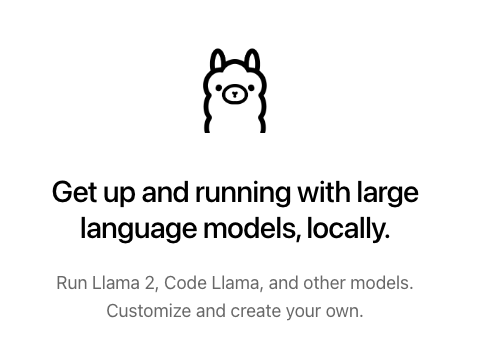 Get up and running with large
language models, locally.
Run Llama 2, Code Llama, and other models.
Customize and create your own.